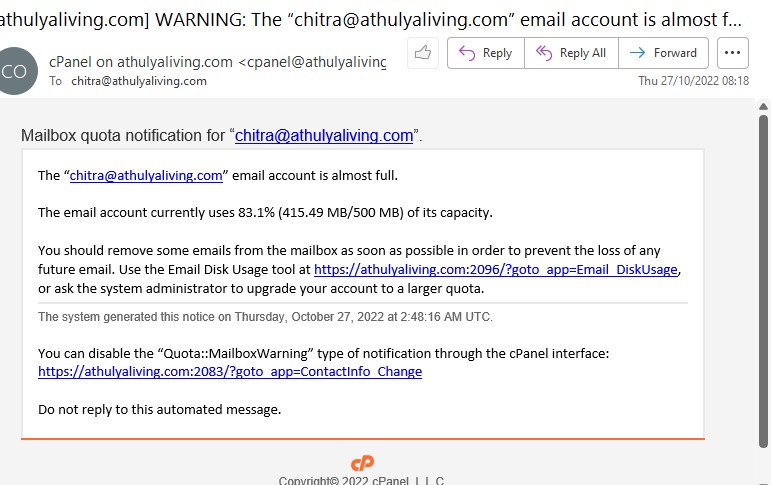 athulyaliving.com] WARNING: The “chitra@athulyaliving.com” email account is almost f...
CO
cPanel on athulyaliving.com <cpanel@athulyaliving
To chitra@athulyaliving.com
Reply
Reply All
Forward
Thu 27/10/2022 08:18
Mailbox quota notification for “chitra@athulyaliving.com”.
The “chitra@athulyaliving.com” email account is almost full.
The email account currently uses 83.1% (415.49 MB/500 MB) of its capacity.
You should remove some emails from the mailbox as soon as possible in order to prevent the loss of any
future email. Use the Email Disk Usage tool at https://athulyaliving.com:2096/?goto_app=Email_DiskUsage,
or ask the system administrator to upgrade your account to a larger quota.
The system generated this notice on Thursday, October 27, 2022 at 2:48:16 AM UTC.
You can disable the “Quota::MailboxWarning” type of notification through the cPanel interface:
https://athulyaliving.com:2083/?goto_app=ContactInfo_Change
Do not reply to this automated message.
cP
Copyright© 2022 cPanel, L.L.C.